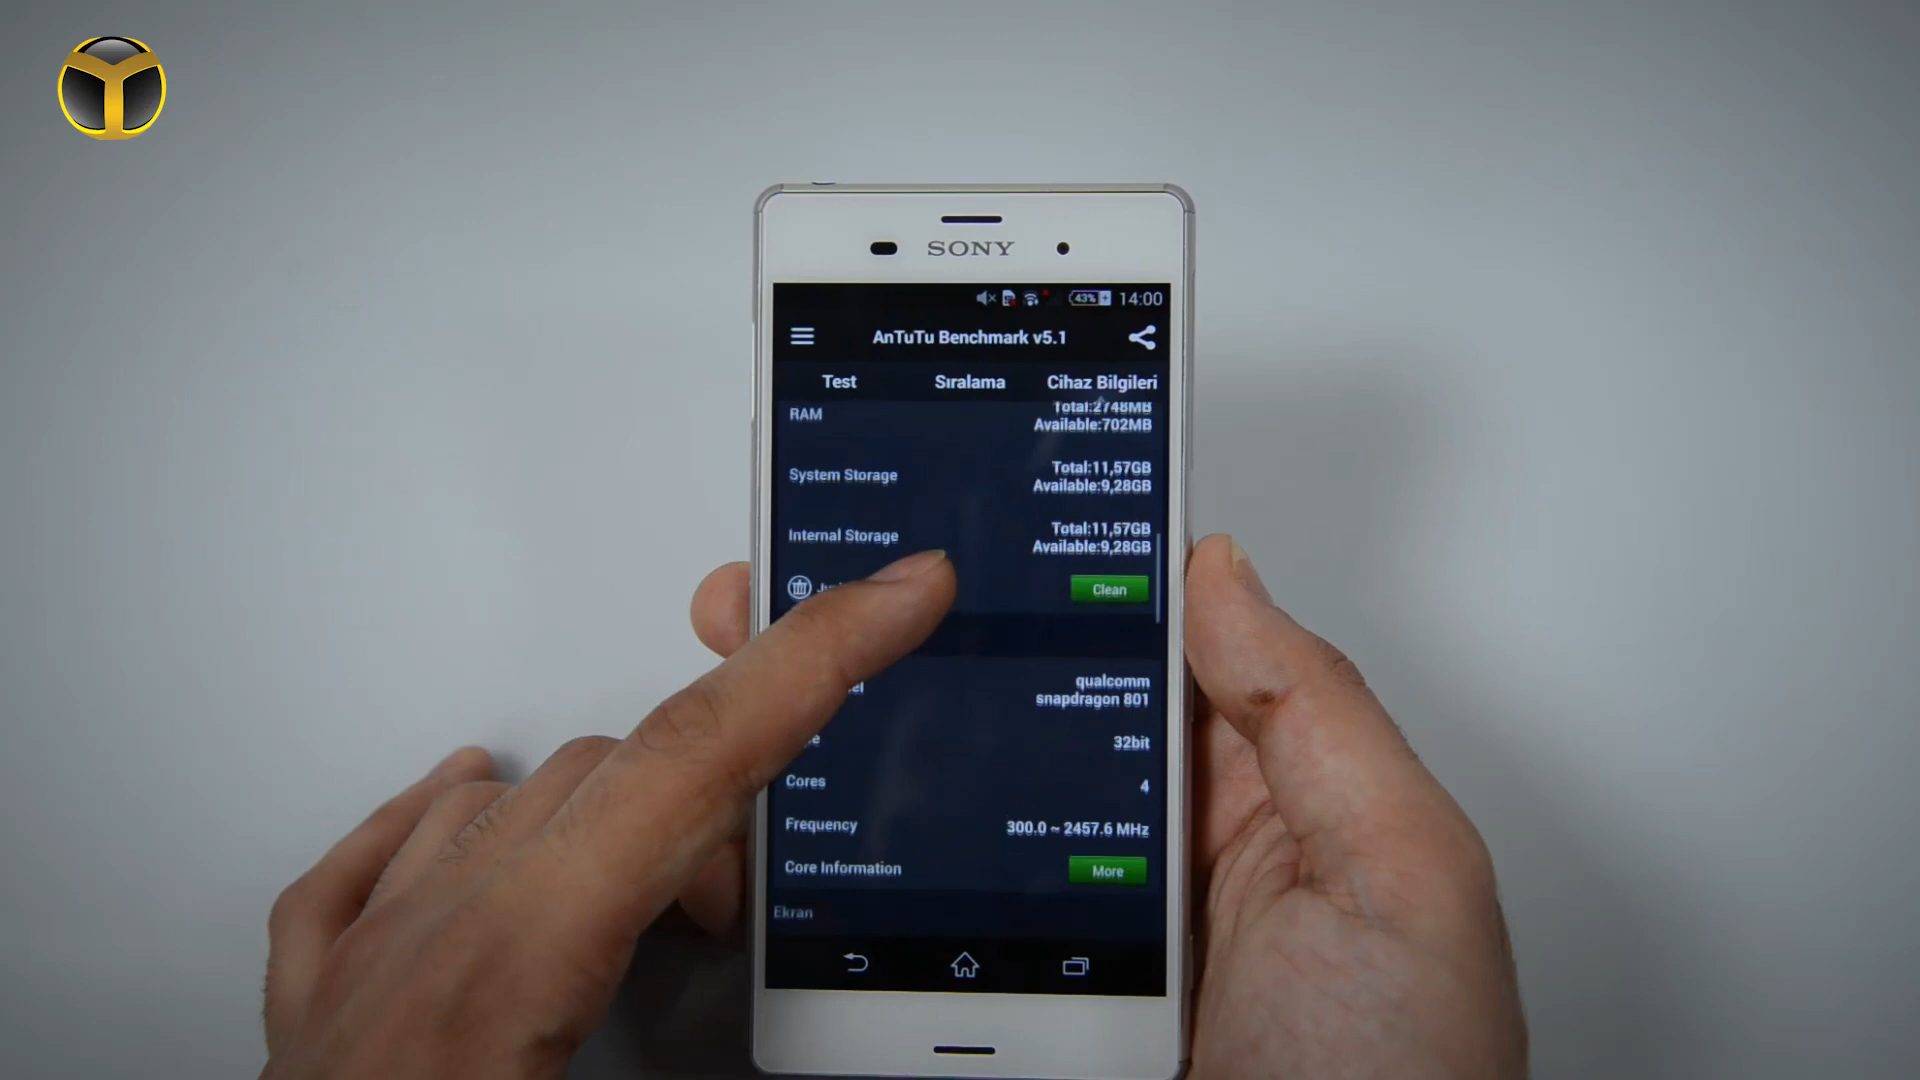 SONY
43% 14:00
AnTuTu Benchmark v5.1
Test Sıralama Cihaz Bilgileri
RAM Total:2748MB
Available:702MB
System Storage Total:11,57GB
Available:9,28GB
Internal Storage Total:11,57GB
Available:9,28GB
Clean
qualcomm
snapdragon 801
32bit
Cores 4
Frequency 300.0 ~ 2457.6 MHz
Core Information More
Ekran